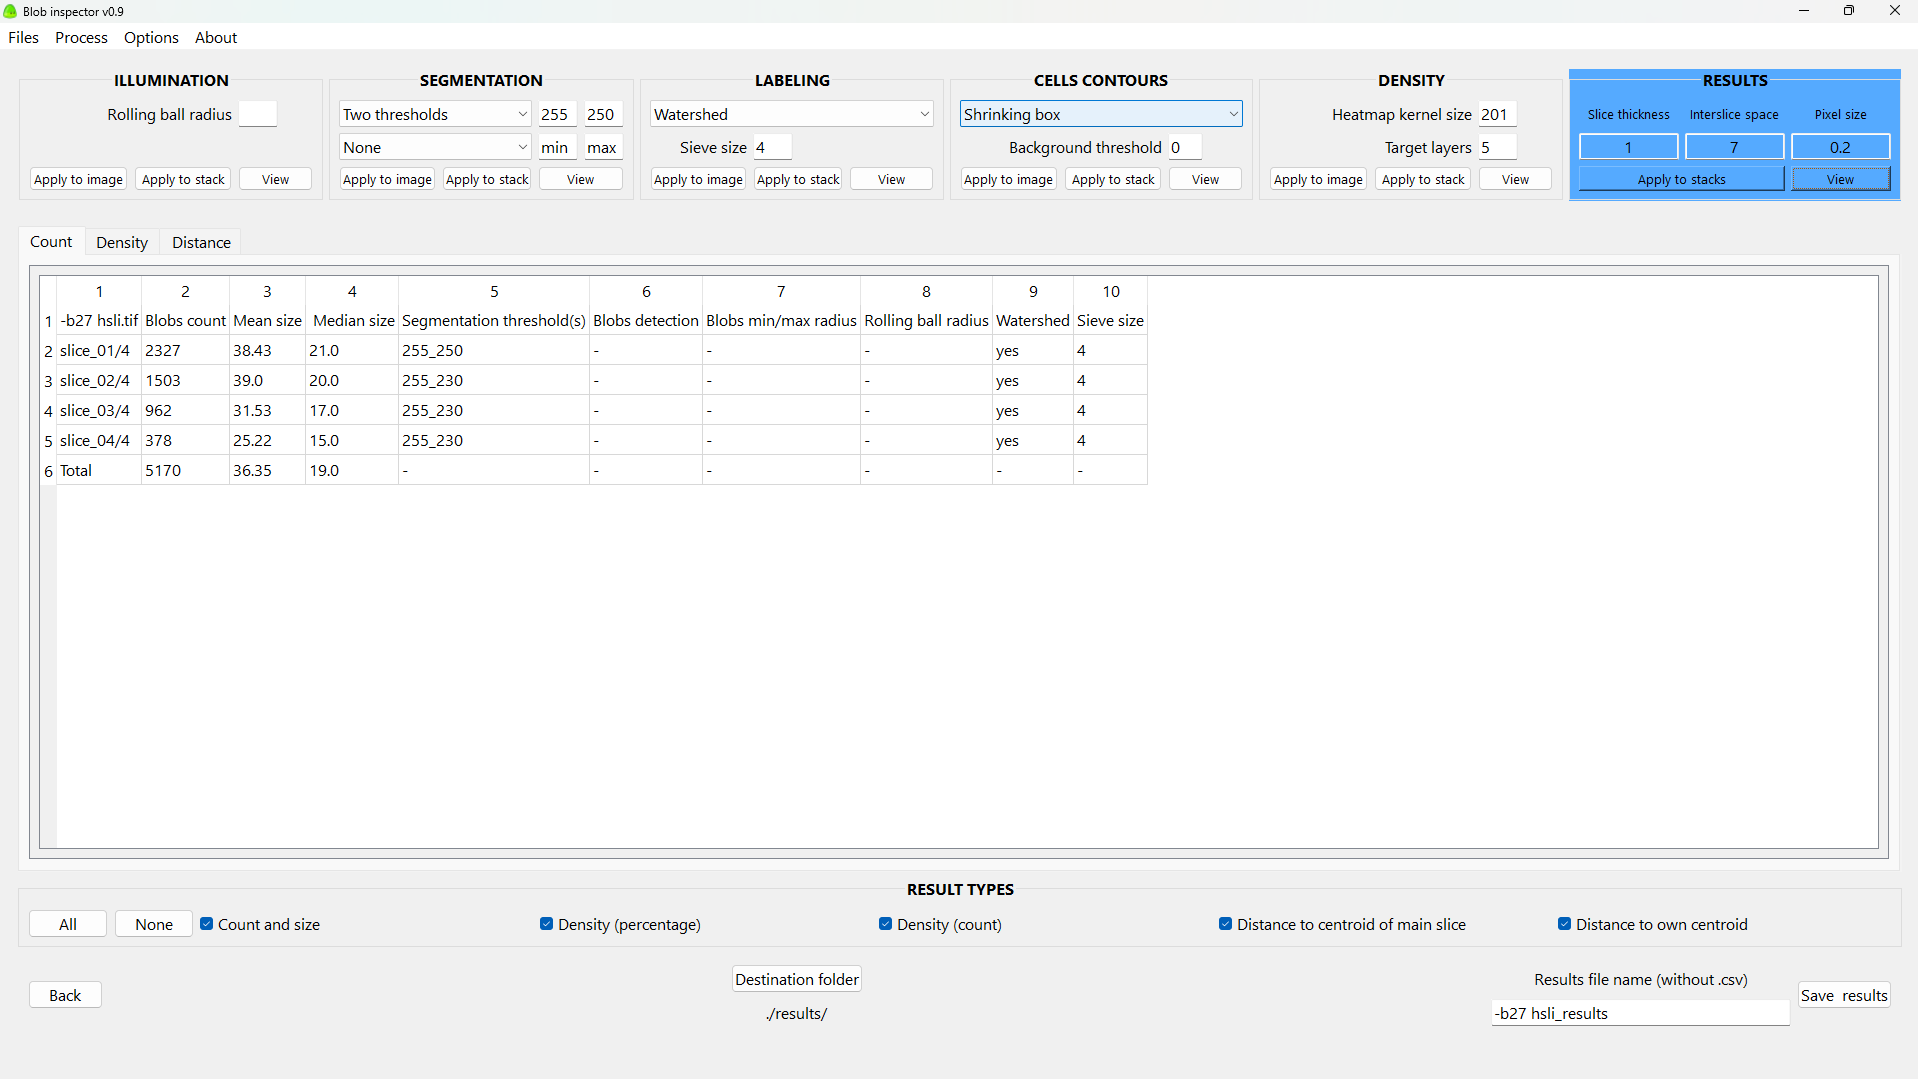 Blob inspector v0.9
Files Process Options About
ILLUMINATION SEGMENTATION LABELING CELLS CONTOURS DENSITY RESULTS
Rolling ball radius Two thresholds 255 250 Watershed Shrinking box Heatmap kernel size 201 Slice thickness Interslice space Pixel size
None min max Sieve size 4 Background threshold 0 Target layers 5 1 7 0.2
Apply to image Apply to stack View Apply to image Apply to stack View Apply to image Apply to stack View Apply to image Apply to stack View Apply to image Apply to stack View Apply to stacks View
Count Density Distance
1 2 3 4 5 6 7 8 9 10
1 -b27 hsli.tif Blobs count Mean size Median size Segmentation threshold(s) Blobs detection Blobs min/max radius Rolling ball radius Watershed Sieve size
2 slice_01/4 2327 38.43 21.0 255_250 - - - yes 4
3 slice_02/4 1503 39.0 20.0 255_230 - - - yes 4
4 slice_03/4 962 31.53 17.0 255_230 - - - yes 4
5 slice_04/4 378 25.22 15.0 255_230 - - - yes 4
6 Total 5170 36.35 19.0 - - - - - -
RESULT TYPES
All None Count and size Density (percentage) Density (count) Distance to centroid of main slice Distance to own centroid
Destination folder Results file name (without .csv)
Back Save results
./results/ -b27 hsli_results